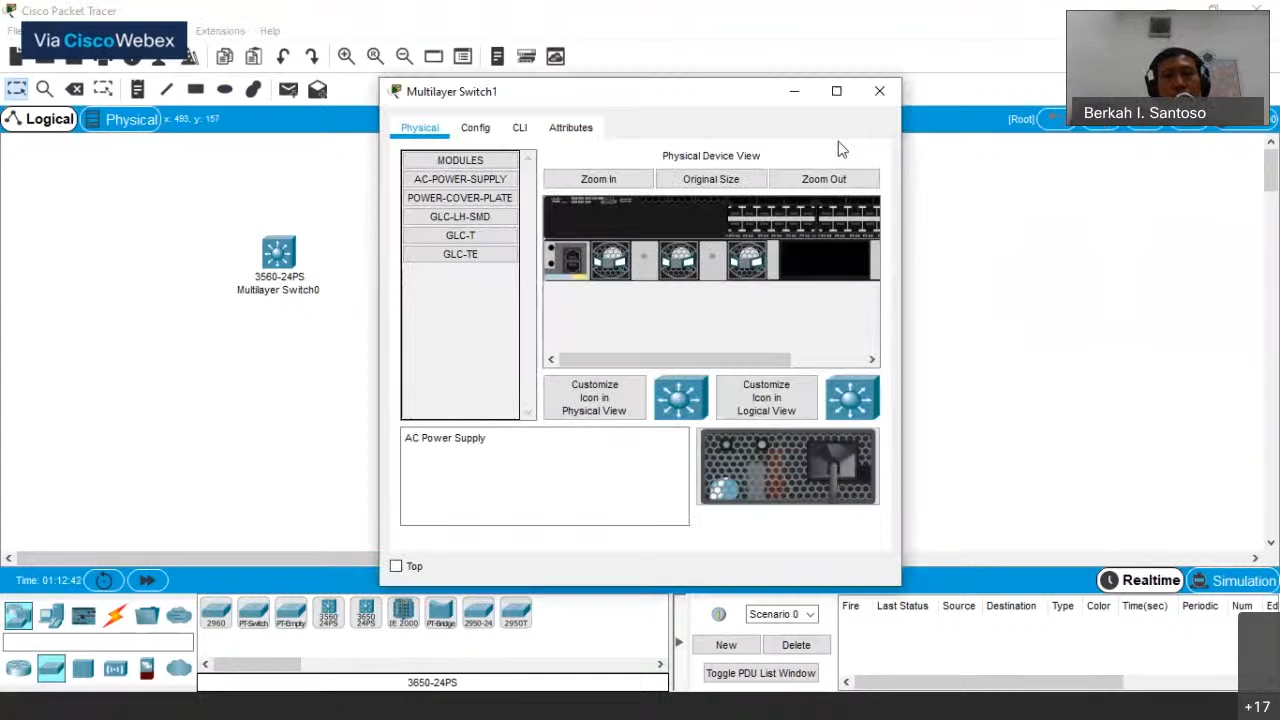 Cisco Packet Tracer
Extensions Help
Via CiscoWebex
Logical
Physical
x: 493, y: 157
[Root]
Berkah I. Santoso
Multilayer Switch1
Physical Config CLI Attributes
MODULES
AC-POWER-SUPPLY
POWER-COVER-PLATE
GLC-LH-SMD
GLC-T
GLC-TE
Physical Device View
Zoom In Original Size Zoom Out
3560-24PS
Multilayer Switch0
Customize
Icon in
Physical View
Customize
Icon in
Logical View
AC Power Supply
Top
Time: 01:12:42
Realtime
Simulation
2960 PT-Switch PT-Empty 3560 24PS 3650 24PS IE 2000 PT-Bridge 2950-24 2950T
3650-24PS
Scenario 0
New Delete
Toggle PDU List Window
Fire Last Status Source Destination Type Color Time(sec) Periodic Num Ed
+17